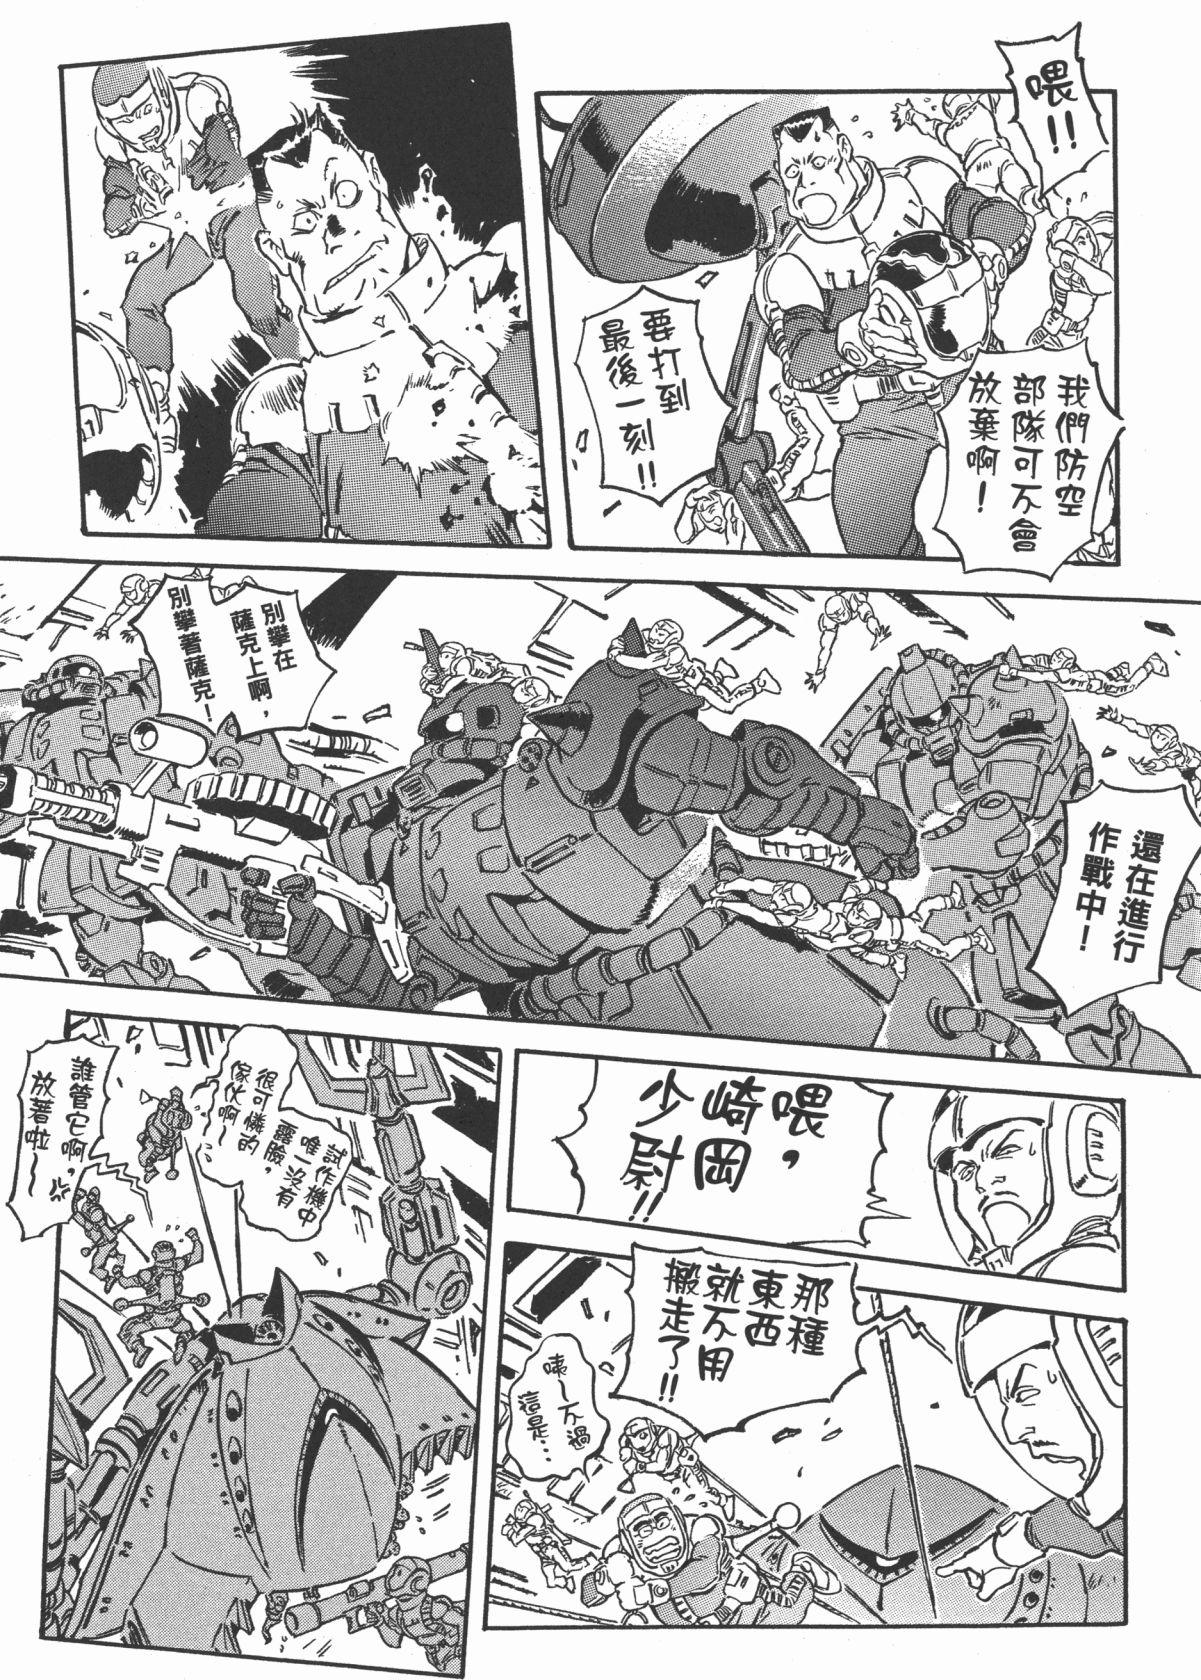 喂!!
我們防空
部隊可不會
放棄啊!
要打到
最後一刻!!
還在進行
作戰中!
別攀在
薩克上啊,
別攀著薩克!
喂,
崎岡
少尉!!
那種
東西
就不用
搬走了!!
咦~不過
這是…
試作機中
唯一沒有
露臉,
很可憐的
傢伙啊~
誰管它啊,
放著啦~